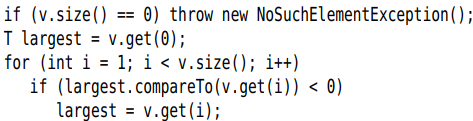 if (v.size() == 0) throw new NoSuchElementException();
T largest = v.get(0);
for (int i = 1; i < v.size(); i++)
if (largest.compareTo(v.get(i)) < 0)
largest = v.get(i);